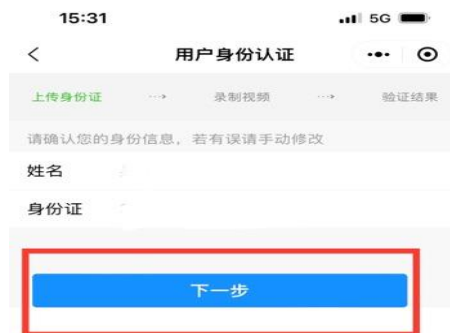 15:31 5G
用户身份认证
上传身份证 ···→ 录制视频 ···→ 验证结果
请确认您的身份信息，若有误请手动修改
姓名
身份证
下一步